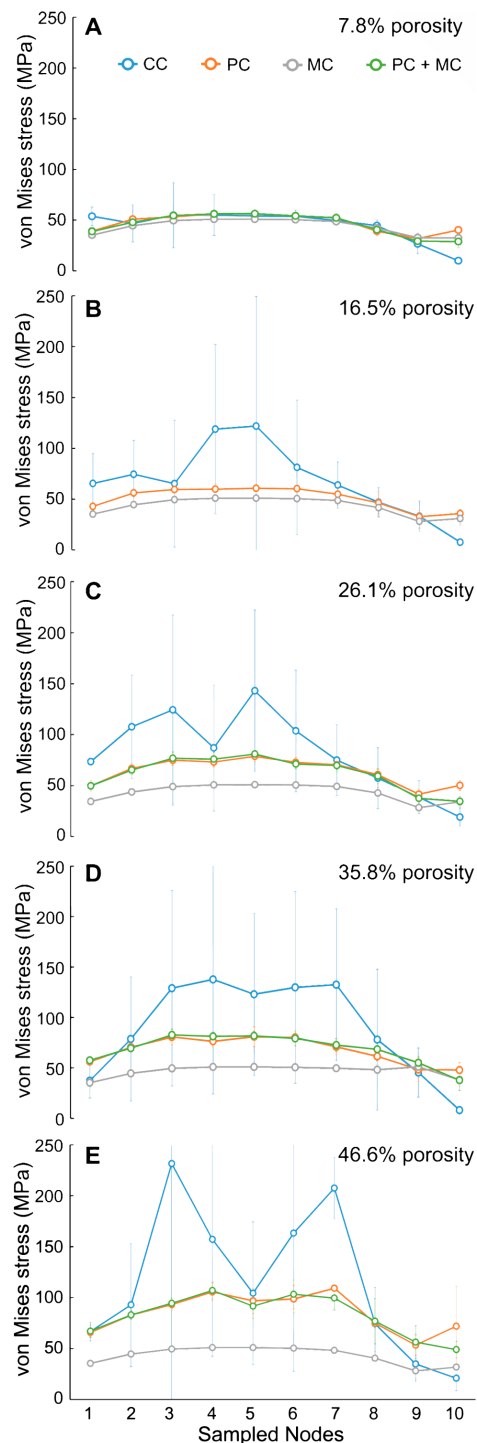 A
7.8% porosity
CC PC MC PC + MC
von Mises stress (MPa)
250
200
150
100
50
0
B
16.5% porosity
von Mises stress (MPa)
250
200
150
100
50
0
C
26.1% porosity
von Mises stress (MPa)
250
200
150
100
50
0
D
35.8% porosity
von Mises stress (MPa)
250
200
150
100
50
0
E
46.6% porosity
von Mises stress (MPa)
250
200
150
100
50
0
1 2 3 4 5 6 7 8 9 10
Sampled Nodes